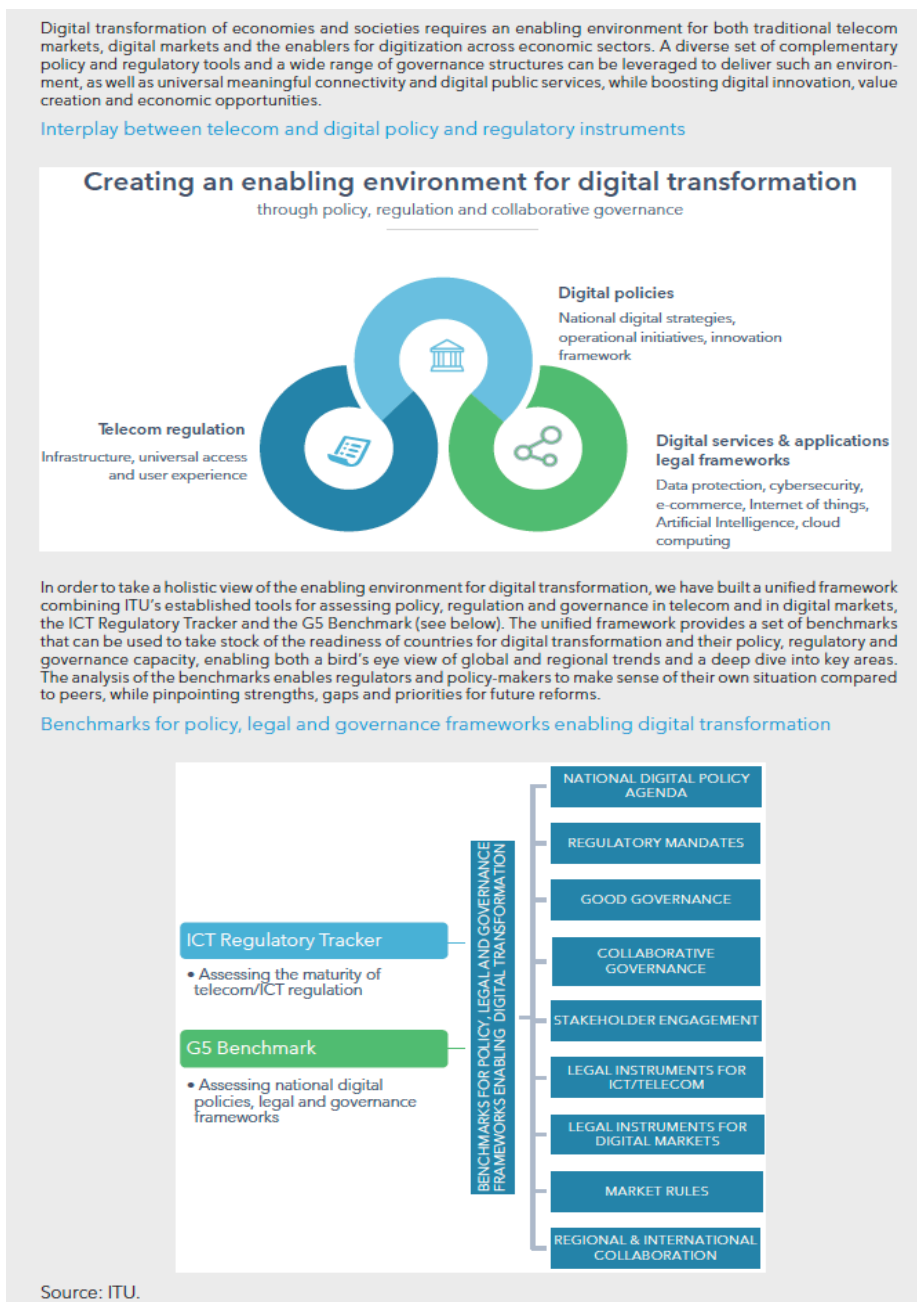 Digital transformation of economies and societies requires an enabling environment for both traditional telecom
markets, digital markets and the enablers for digitization across economic sectors. A diverse set of complementary
policy and regulatory tools and a wide range of governance structures can be leveraged to deliver such an environ-
ment, as well as universal meaningful connectivity and digital public services, while boosting digital innovation, value
creation and economic opportunities.
Interplay between telecom and digital policy and regulatory instruments
Creating an enabling environment for digital transformation
through policy, regulation and collaborative governance
Digital policies
National digital strategies,
operational initiatives, innovation
framework
Telecom regulation
Infrastructure, universal access
and user experience
Digital services & applications
legal frameworks
Data protection, cybersecurity,
e-commerce, Internet of things,
Artificial Intelligence, cloud
computing
In order to take a holistic view of the enabling environment for digital transformation, we have built a unified framework
combining ITU's established tools for assessing policy, regulation and governance in telecom and in digital markets,
the ICT Regulatory Tracker and the G5 Benchmark (see below). The unified framework provides a set of benchmarks
that can be used to take stock of the readiness of countries for digital transformation and their policy, regulatory and
governance capacity, enabling both a bird's eye view of global and regional trends and a deep dive into key areas.
The analysis of the benchmarks enables regulators and policy-makers to make sense of their own situation compared
to peers, while pinpointing strengths, gaps and priorities for future reforms.
Benchmarks for policy, legal and governance frameworks enabling digital transformation
ICT Regulatory Tracker
• Assessing the maturity of
telecom/ICT regulation
G5 Benchmark
• Assessing national digital
policies, legal and governance
frameworks
BENCHMARKS FOR POLICY, LEGAL AND GOVERNANCE
FRAMEWORKS ENABLING DIGITAL TRANSFORMATION
NATIONAL DIGITAL POLICY
AGENDA
REGULATORY MANDATES
GOOD GOVERNANCE
COLLABORATIVE
GOVERNANCE
STAKEHOLDER ENGAGEMENT
LEGAL INSTRUMENTS FOR
ICT/TELECOM
LEGAL INSTRUMENTS FOR
DIGITAL MARKETS
MARKET RULES
REGIONAL & INTERNATIONAL
COLLABORATION
Source: ITU.